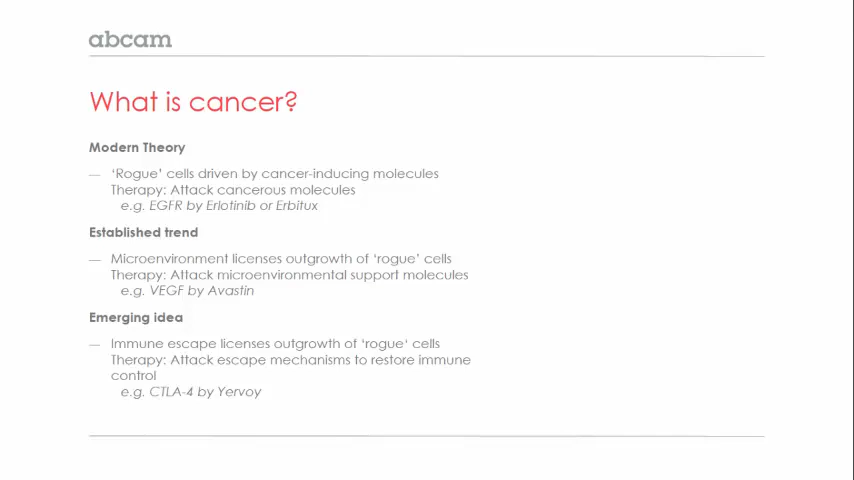 abcam
What is cancer?
Modern Theory
— ‘Rogue’ cells driven by cancer-inducing molecules
Therapy: Attack cancerous molecules
e.g. EGFR by Erlotinib or Erbitux
Established trend
— Microenvironment licenses outgrowth of ‘rogue’ cells
Therapy: Attack microenvironmental support molecules
e.g. VEGF by Avastin
Emerging idea
— Immune escape licenses outgrowth of ‘rogue‘ cells
Therapy: Attack escape mechanisms to restore immune
control
e.g. CTLA-4 by Yervoy